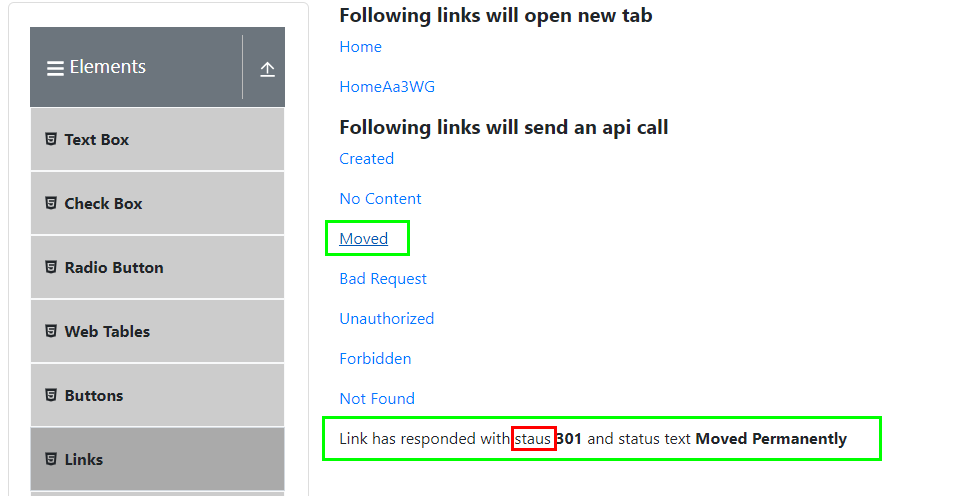 Elements
Text Box
Check Box
Radio Button
Web Tables
Buttons
Links
Following links will open new tab
Home
HomeAa3WG
Following links will send an api call
Created
No Content
Moved
Bad Request
Unauthorized
Forbidden
Not Found
Link has responded with staus 301 and status text Moved Permanently